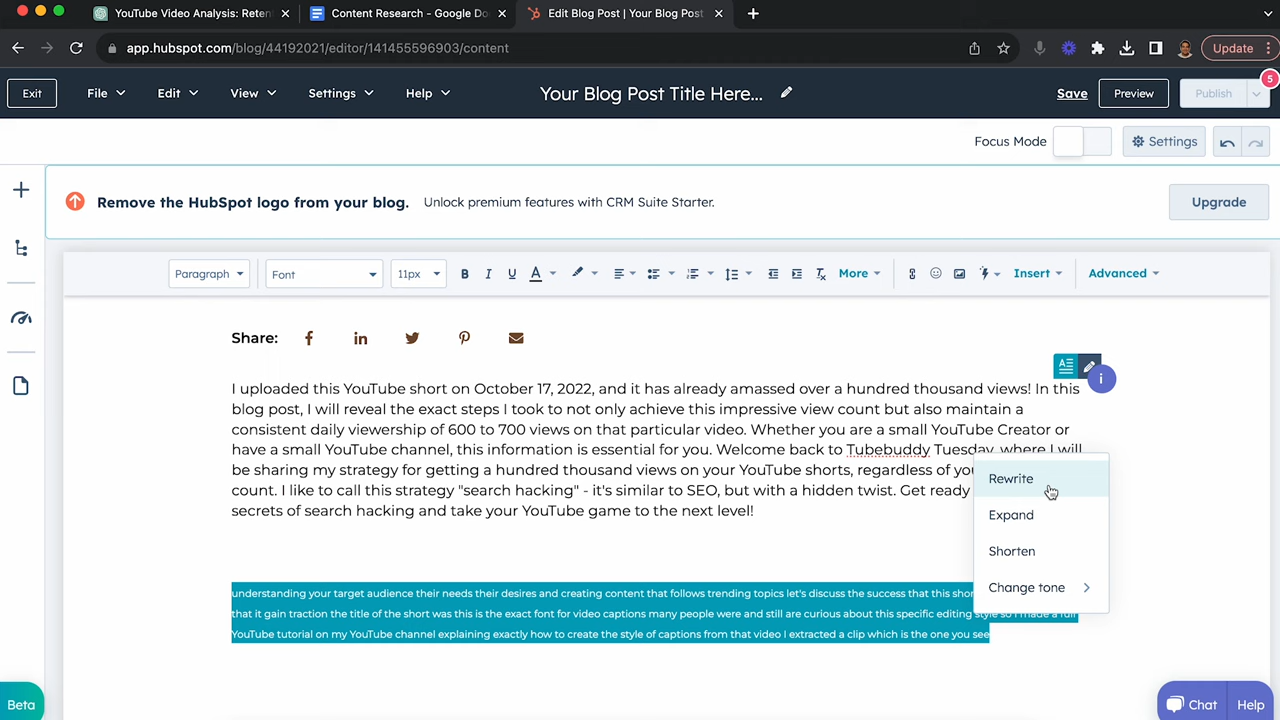 YouTube Video Analysis: Reten
Content Research - Google Do
Edit Blog Post | Your Blog Post
app.hubspot.com/blog/44192021/editor/141455596903/content
Update
Exit
File
Edit
View
Settings
Help
Your Blog Post Title Here...
Save
Preview
Publish
5
Focus Mode
Settings
Remove the HubSpot logo from your blog. Unlock premium features with CRM Suite Starter.
Upgrade
Paragraph
Font
11px
B
I
U
A
More
Insert
Advanced
Share:
I uploaded this YouTube short on October 17, 2022, and it has already amassed over a hundred thousand views! In this
blog post, I will reveal the exact steps I took to not only achieve this impressive view count but also maintain a
consistent daily viewership of 600 to 700 views on that particular video. Whether you are a small YouTube Creator or
have a small YouTube channel, this information is essential for you. Welcome back to Tubebuddy Tuesday, where I will
be sharing my strategy for getting a hundred thousand views on your YouTube shorts, regardless of
count. I like to call this strategy "search hacking" - it's similar to SEO, but with a hidden twist. Get ready
secrets of search hacking and take your YouTube game to the next level!
Rewrite
Expand
Shorten
Change tone
understanding your target audience their needs their desires and creating content that follows trending topics let's discuss the success that this
that it gain traction the title of the short was this is the exact font for video captions many people were and still are curious about this specific editing style so I made a full
YouTube tutorial on my YouTube channel explaining exactly how to create the style of captions from that video I extracted a clip which is the one you see
Beta
Chat
Help